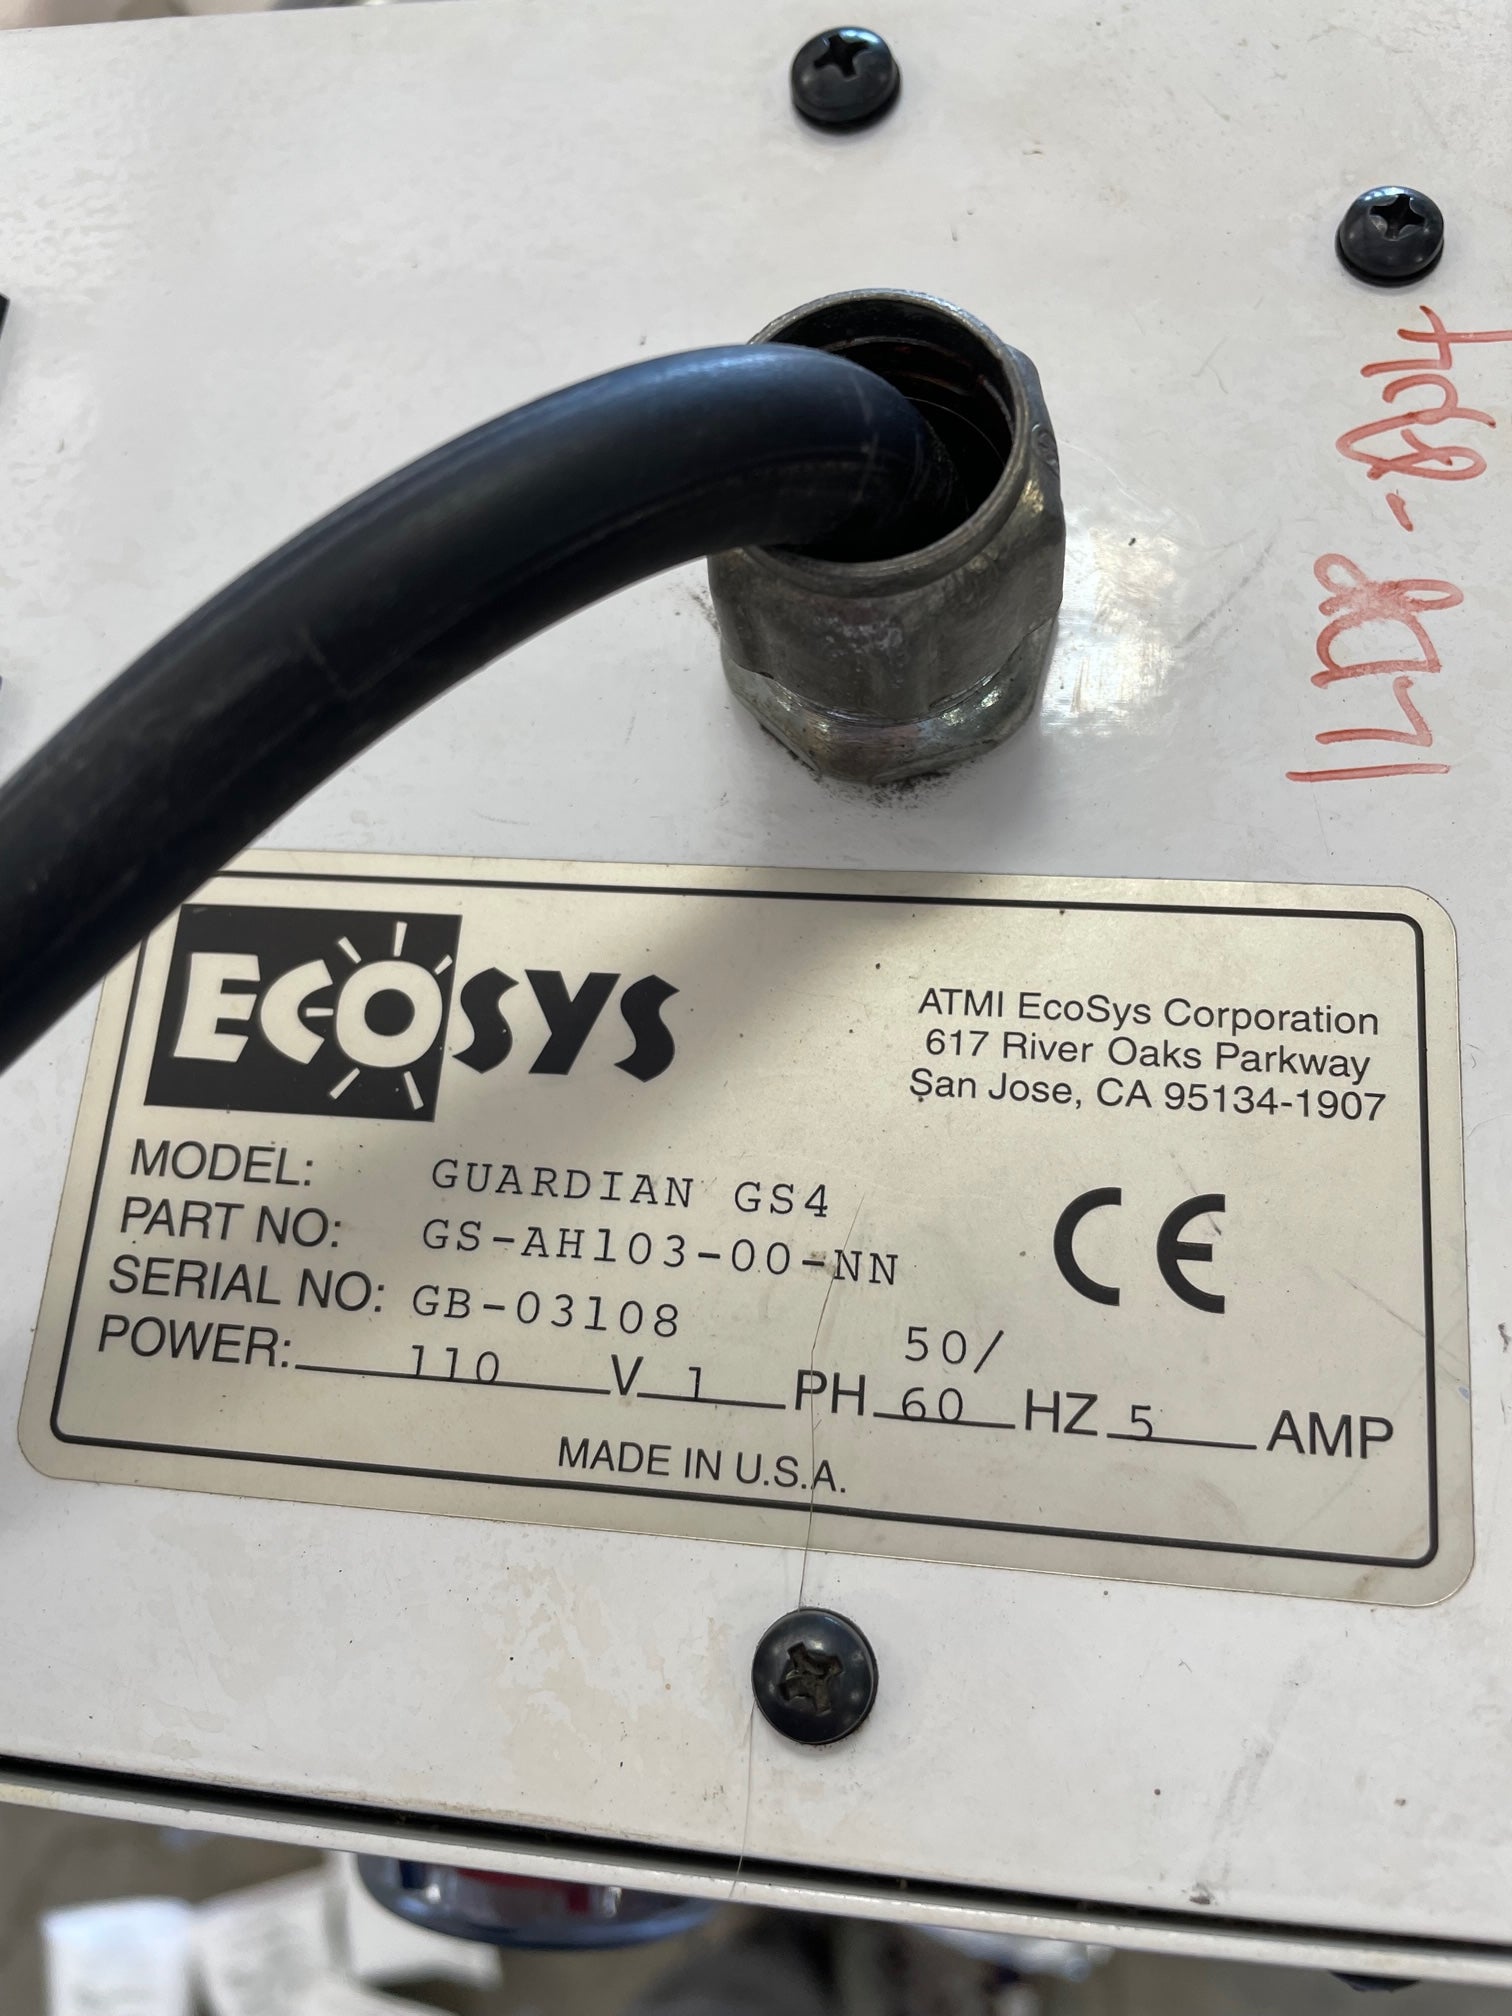 ECOSYS
ATMI EcoSys Corporation
617 River Oaks Parkway
San Jose, CA 95134-1907
MODEL: GUARDIAN GS4
PART NO: GS-AH103-00-NN
SERIAL NO: GB-03108
50/
POWER: 110 V 1 PH 60 HZ 5 AMP
CE
MADE IN U.S.A.